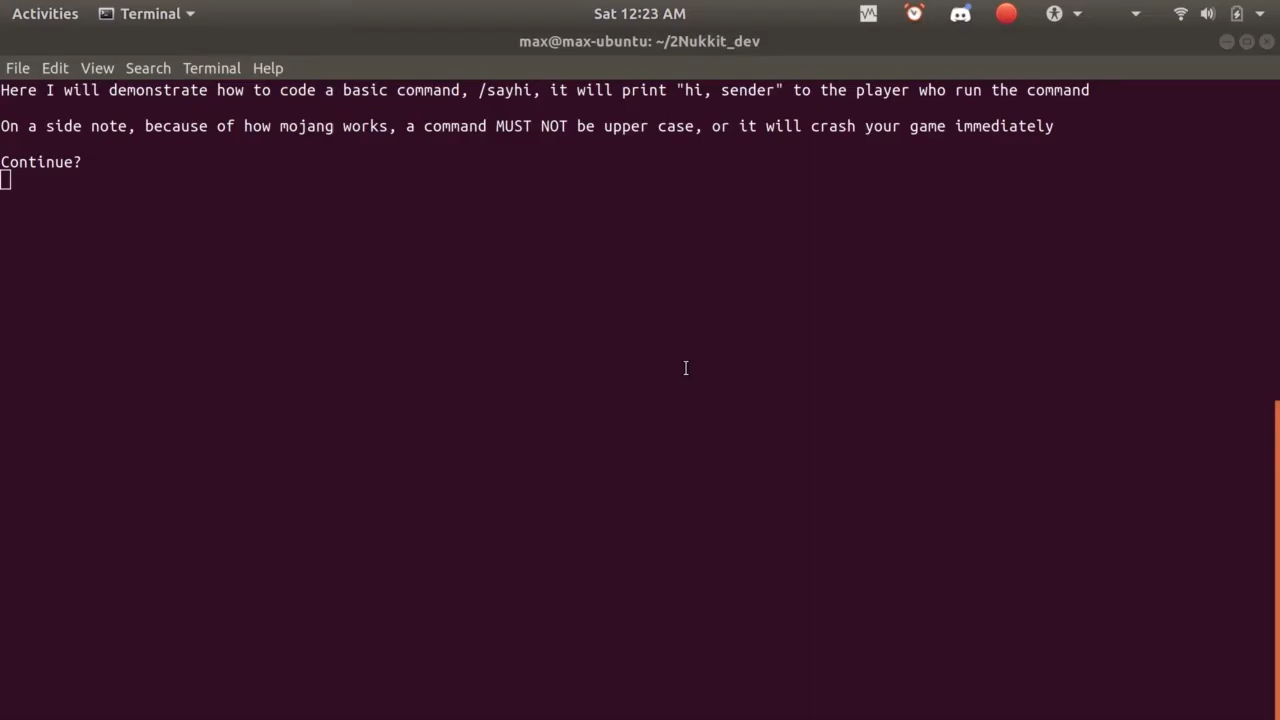 Activities Terminal Sat 12:23 AM
max@max-ubuntu: ~/2Nukkit_dev
File Edit View Search Terminal Help
Here I will demonstrate how to code a basic command, /sayhi, it will print "hi, sender" to the player who run the command
On a side note, because of how mojang works, a command MUST NOT be upper case, or it will crash your game immediately
Continue?